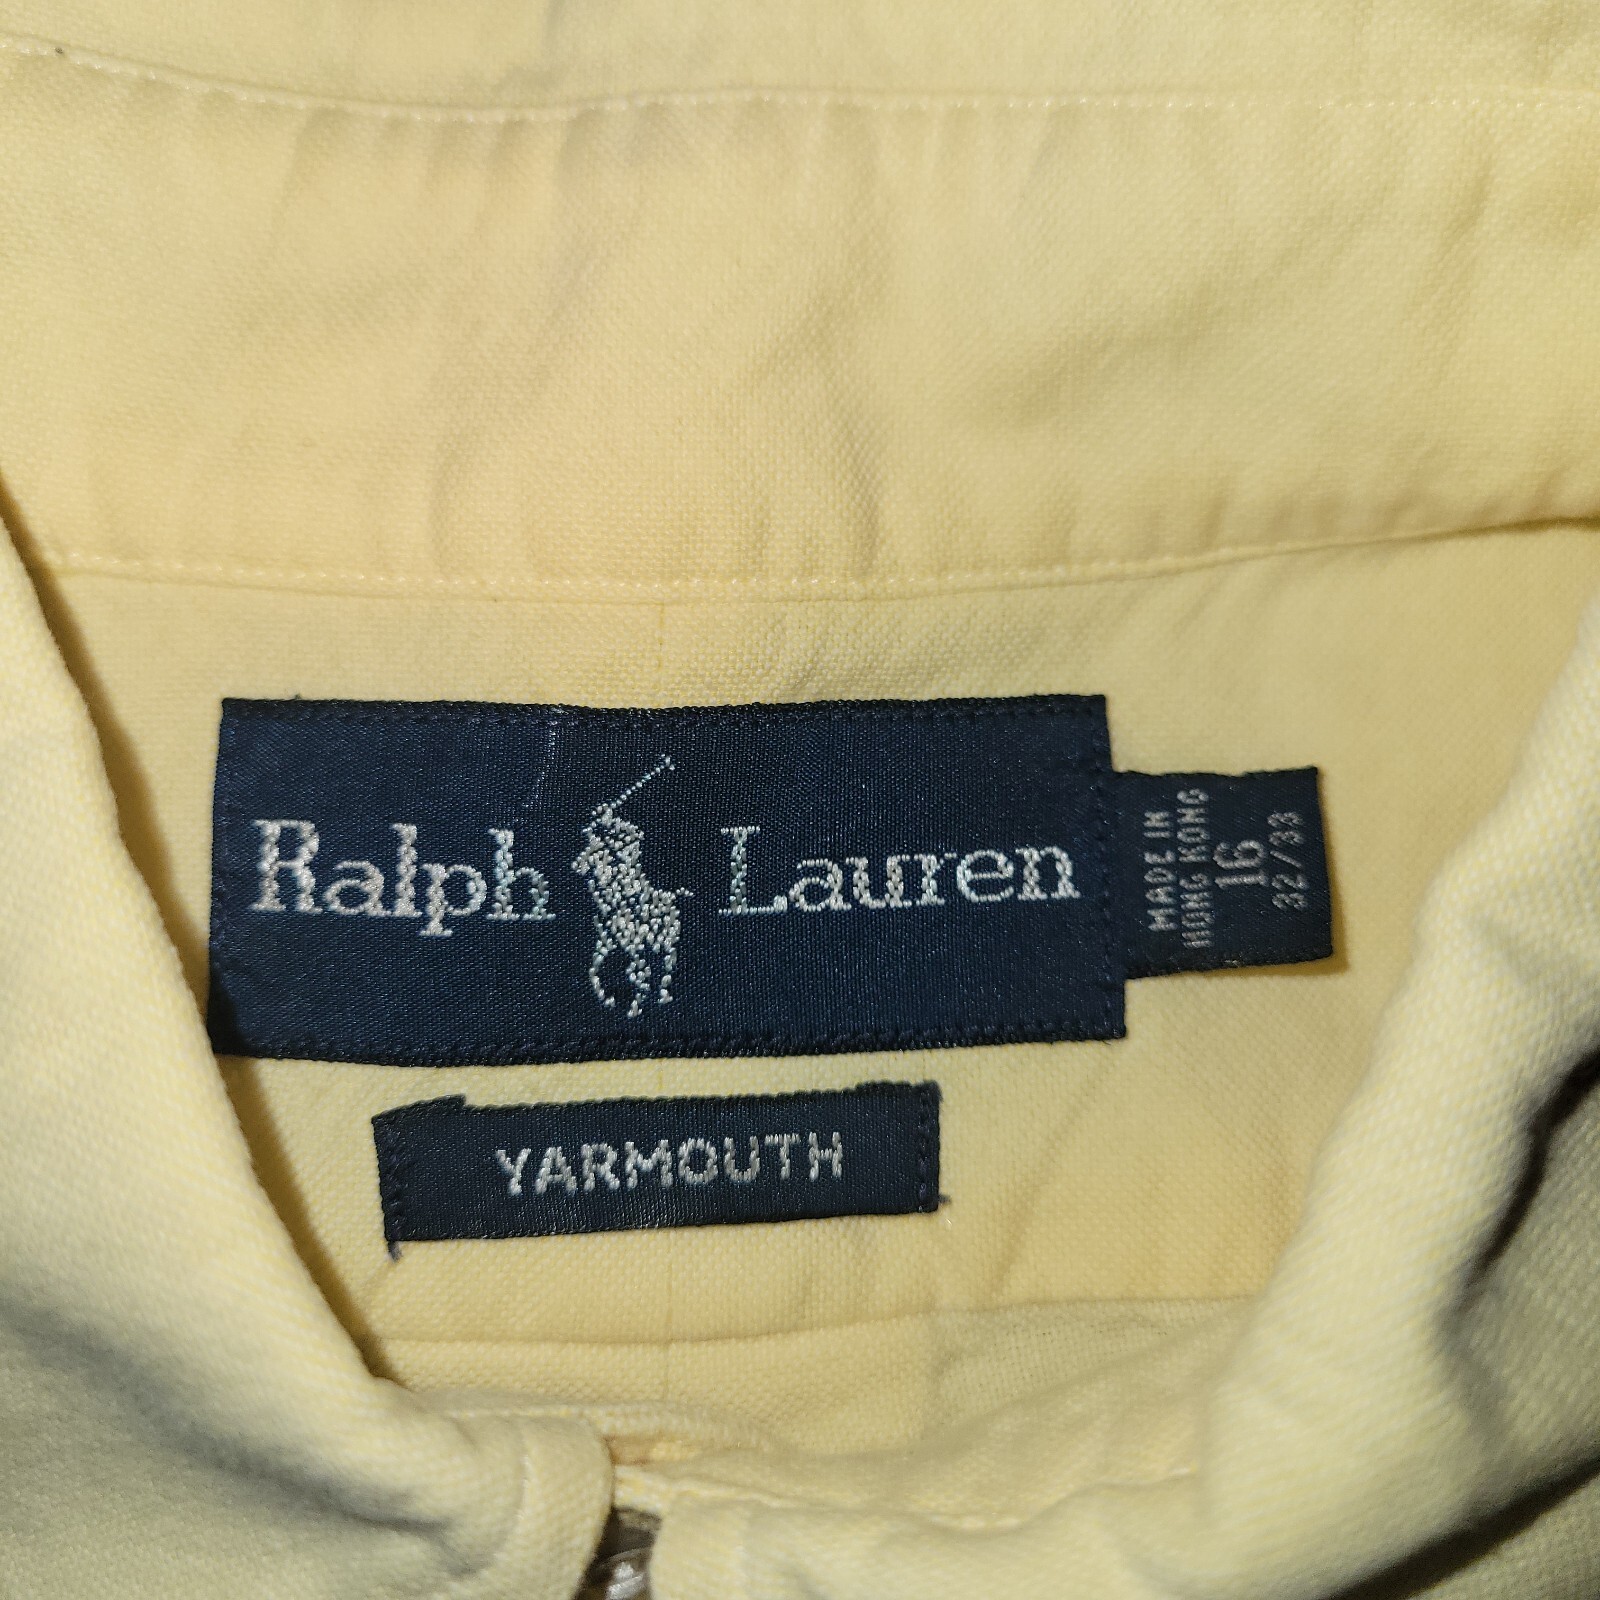 Ralph Lauren
MADE IN
HONG KONG
16
32/33
YARMOUTH